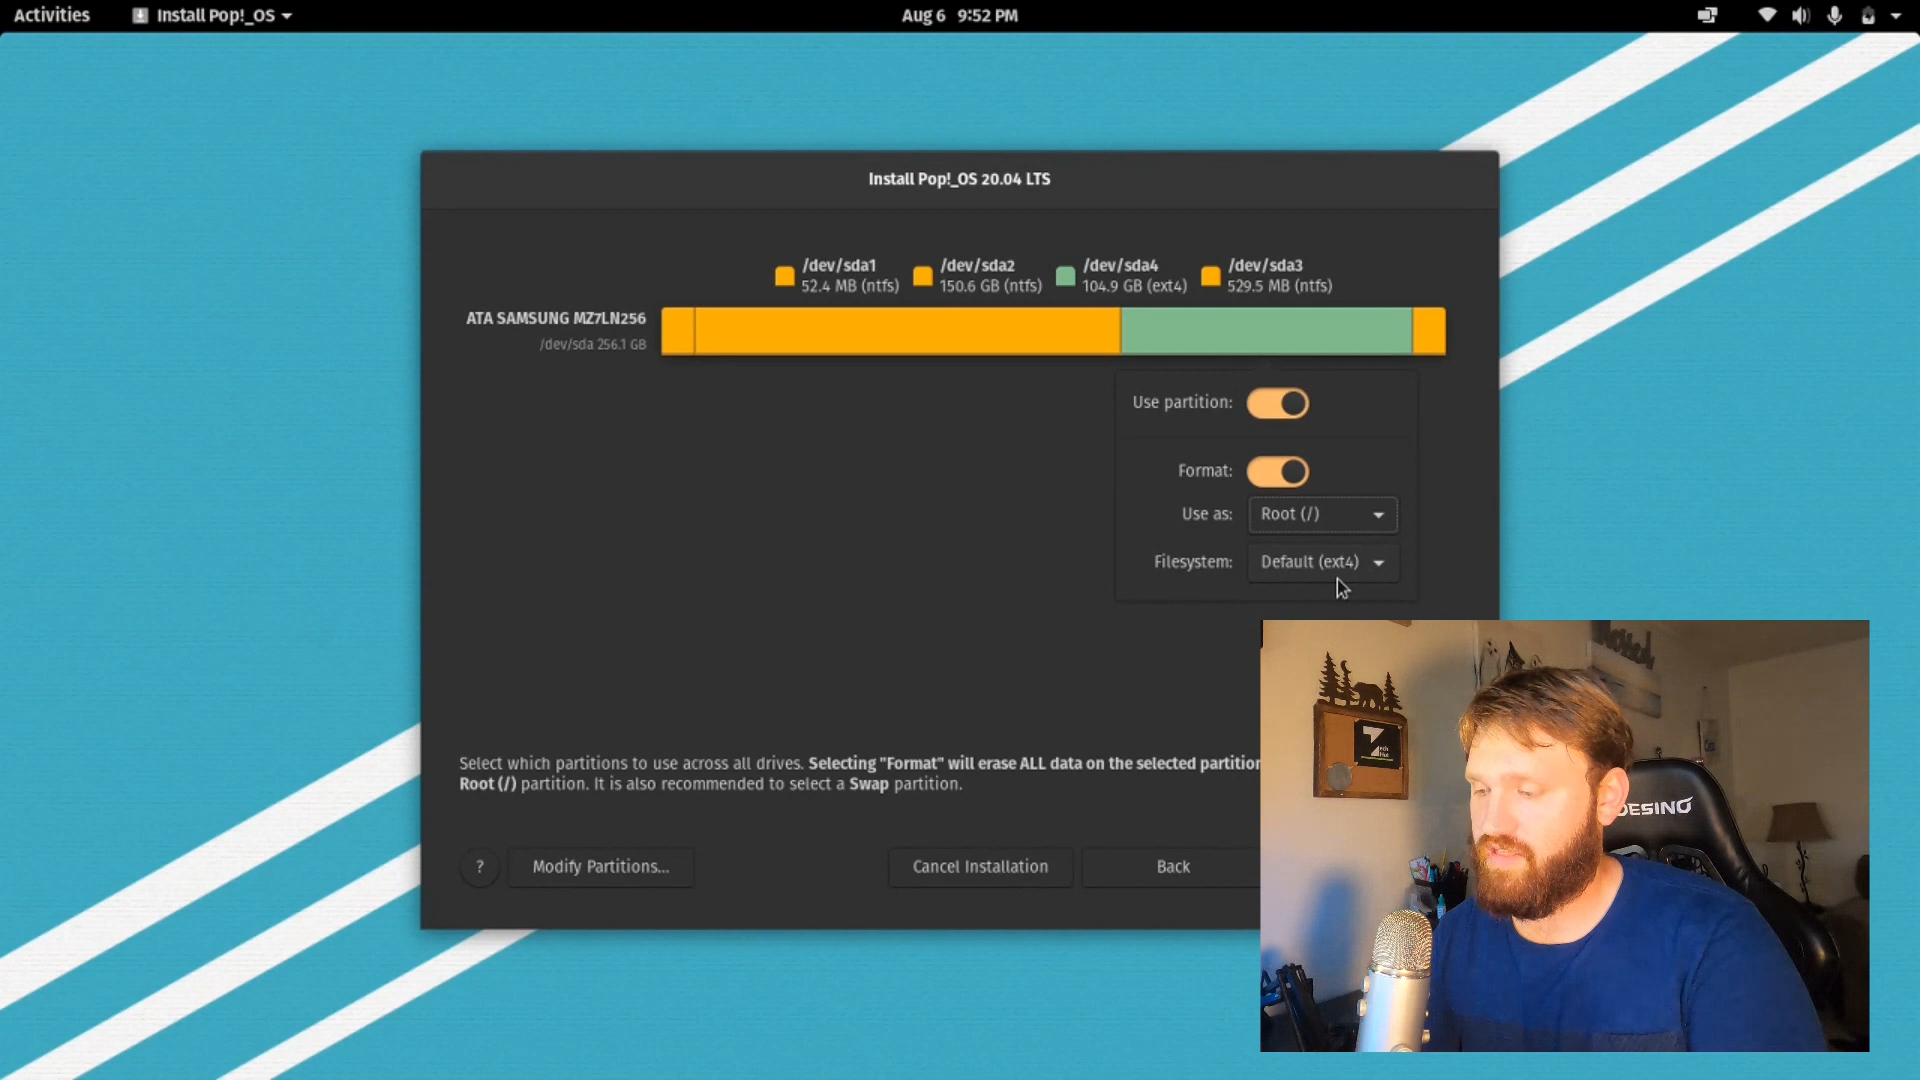 Activities
Install Pop!_OS
Aug 6 9:52 PM
Install Pop!_OS 20.04 LTS
/dev/sda1
52.4 MB (ntfs)
/dev/sda2
150.6 GB (ntfs)
/dev/sda4
104.9 GB (ext4)
/dev/sda3
529.5 MB (ntfs)
ATA SAMSUNG MZ7LN256
/dev/sda 256.1 GB
Use partition:
Format:
Use as:
Root (/)
Filesystem:
Default (ext4)
Select which partitions to use across all drives. Selecting "Format" will erase ALL data on the selected partition
Root (/) partition. It is also recommended to select a Swap partition.
?
Modify Partitions...
Cancel Installation
Back
ech
Hut
DESINO